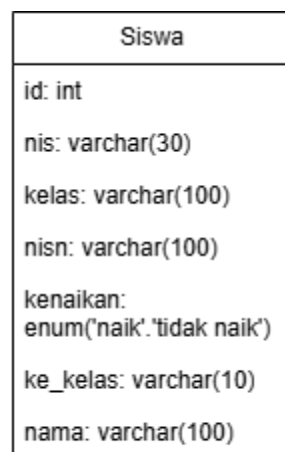 Siswa
id: int
nis: varchar(30)
kelas: varchar(100)
nisn: varchar(100)
kenaikan:
enum('naik'.'tidak naik')
ke_kelas: varchar(10)
nama: varchar(100)